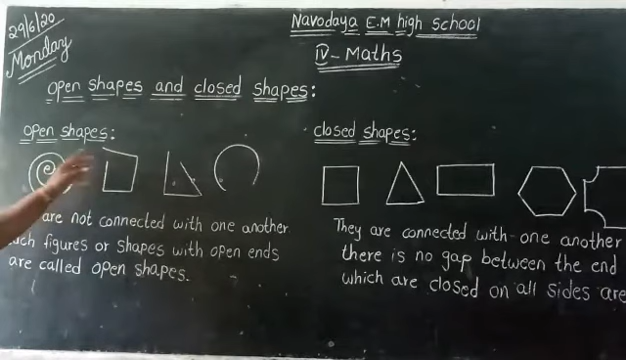 29/6/20
Monday
Navodaya E.M high school
IV - Maths
open shapes and closed shapes:
open shapes:
are not connected with one another
figures or shapes with open ends
are called open shapes.
closed shapes:
They are connected with one another
there is no gap between the end
which are closed on all sides are